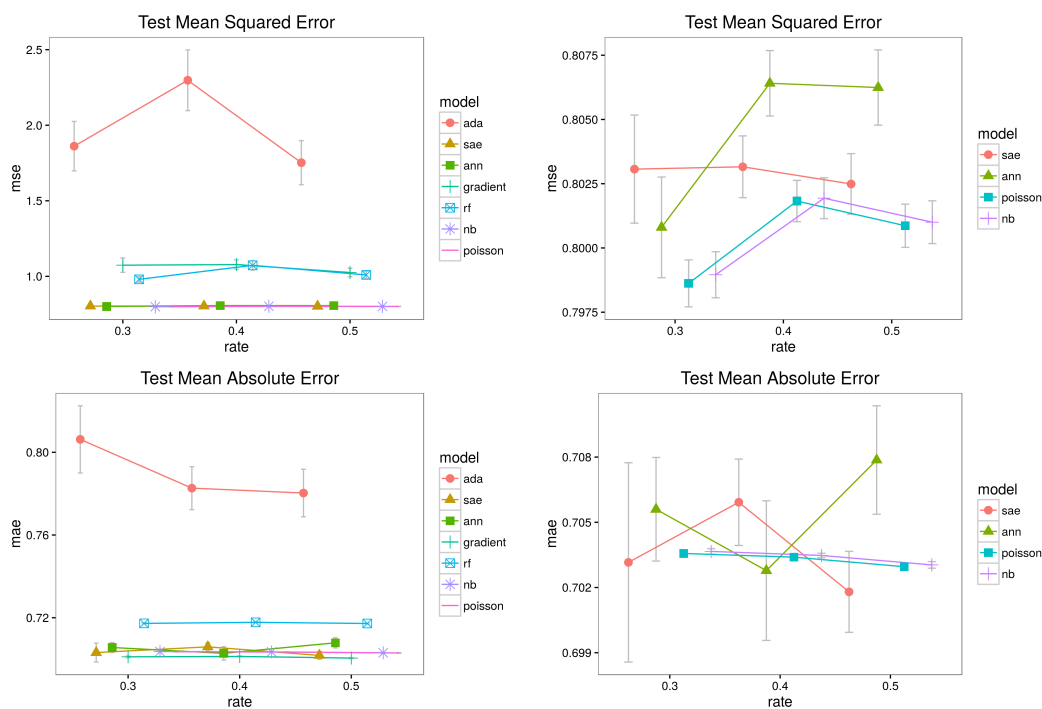 Test Mean Squared Error
2.5
2.0
1.5
1.0
mse
0.3 0.4 0.5
rate
model
ada
sae
ann
gradient
rf
nb
poisson
Test Mean Squared Error
0.8075
0.8050
0.8025
0.8000
0.7975
mse
0.3 0.4 0.5
rate
model
sae
ann
poisson
nb
Test Mean Absolute Error
0.80
0.76
0.72
mae
0.3 0.4 0.5
rate
model
ada
sae
ann
gradient
rf
nb
poisson
Test Mean Absolute Error
0.708
0.705
0.702
0.699
mae
0.3 0.4 0.5
rate
model
sae
ann
poisson
nb